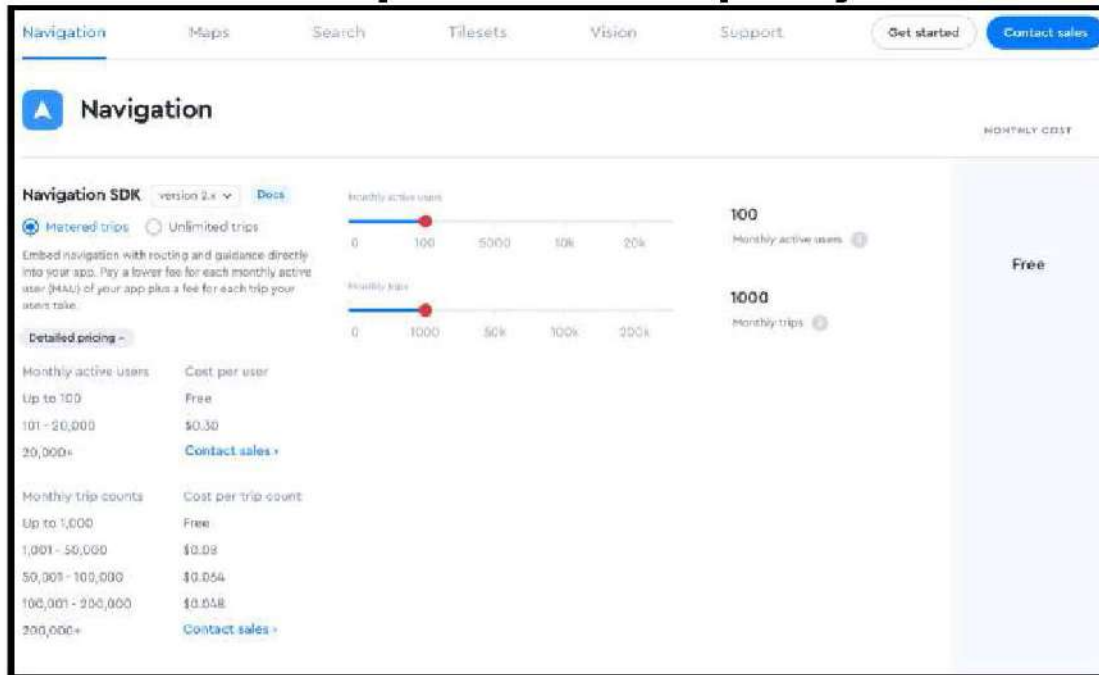 Navigation Maps Search Tilesets Vision Support Get started Contact sales
Navigation
MONTHLY COST
Navigation SDK version 2.x Docs
Metered trips Unlimited trips
Embed navigation with routing and guidance directly
into your app. Pay a lower fee for each monthly active
user (MAU) of your app plus a fee for each trip your
users take.
Detailed pricing
Monthly active users
0 100 5000 10k 20k
100
Monthly active users
Monthly trips
0 1000 50k 100k 200k
1000
Monthly trips
Free
Monthly active users Cost per user
Up to 100 Free
101 - 20,000 $0.30
20,000+ Contact sales ›
Monthly trip counts Cost per trip count
Up to 1,000 Free
1,001 - 50,000 $0.08
50,001 - 100,000 $0.064
100,001 - 200,000 $0.048
200,000+ Contact sales ›